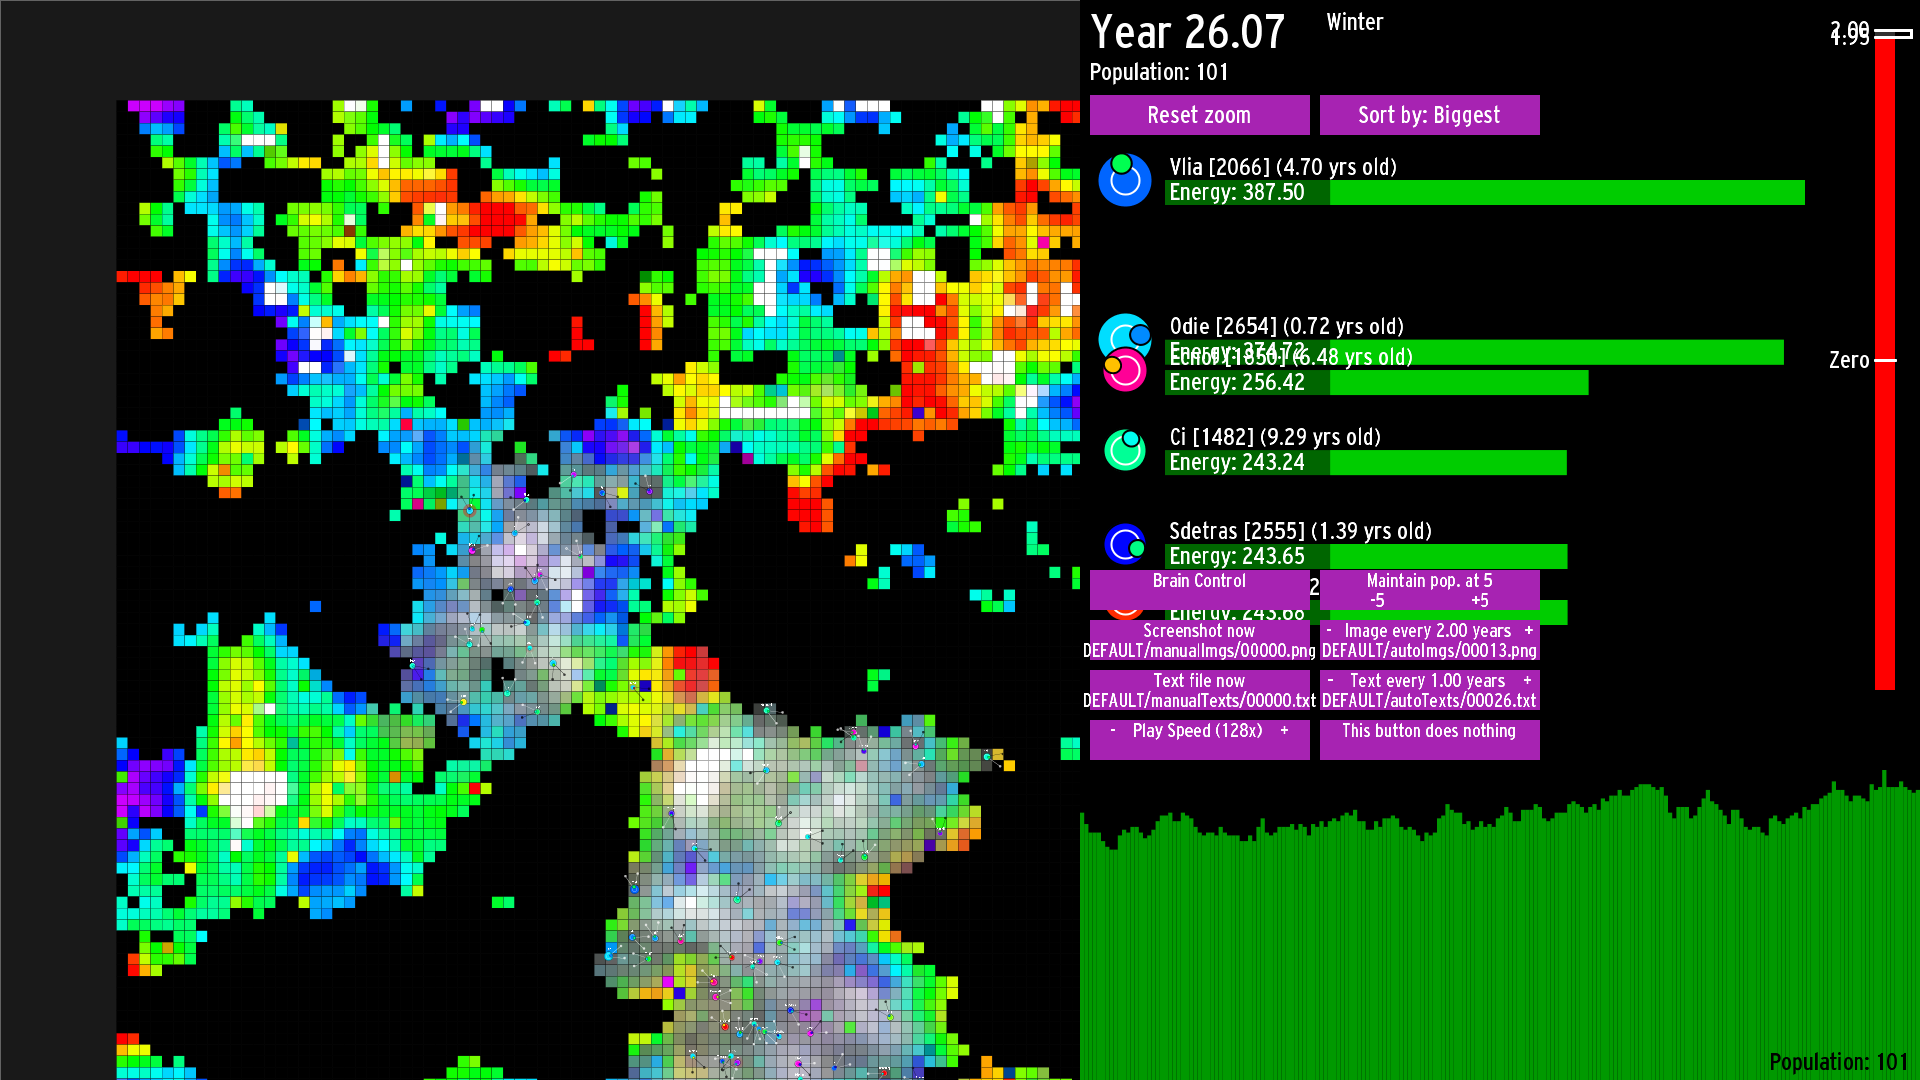 Year 26.07
Winter
2.00
1.95
Population: 101
Reset zoom
Sort by: Biggest
Vlia [2066] (4.70 yrs old)
Energy: 387.50
Odie [2654] (0.72 yrs old)
Energy: 374.72
[1850] (6.48 yrs old)
Energy: 256.42
Zero
Ci [1482] (9.29 yrs old)
Energy: 243.24
Sdetras [2555] (1.39 yrs old)
Energy: 243.65
Brain Control
Maintain pop. at 5
-5 +5
2
Energy: 243.68
Screenshot now
DEFAULT/manualImgs/00000.png
- Image every 2.00 years +
DEFAULT/autoImgs/00013.png
Text file now
DEFAULT/manualTexts/00000.txt
- Text every 1.00 years +
DEFAULT/autoTexts/00026.txt
- Play Speed (128x) +
This button does nothing
Population: 101